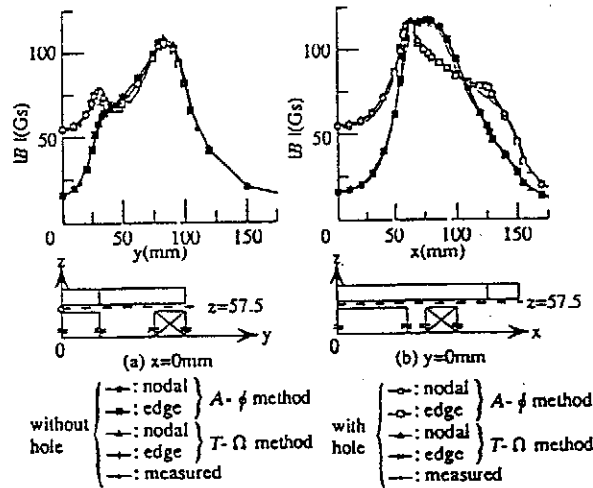 100
75
50
|B|(Gs)
0
50
100
150
y(mm)
100
75
50
|B|(Gs)
0
50
100
150
x(mm)
z
z=57.5
0
y
(a) x=0mm
z
z=57.5
0
x
(b) y=0mm
without hole
: nodal
: edge
A-ϕ method
: nodal
: edge
T-Ω method
: measured
with hole
: nodal
: edge
A-ϕ method
: nodal
: edge
T-Ω method
: measured